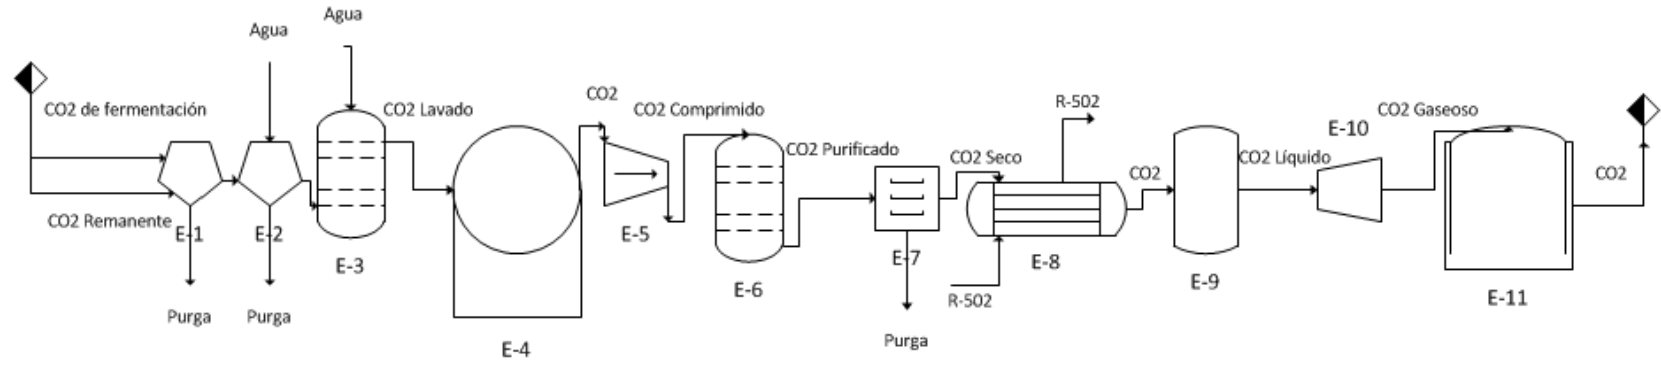 Agua
Agua
CO2 de fermentación
CO2 Remanente
E-1
Purga
E-2
Purga
E-3
CO2 Lavado
E-4
CO2
E-5
CO2 Comprimido
E-6
CO2 Purificado
E-7
Purga
CO2 Seco
R-502
R-502
E-8
CO2
E-9
CO2 Líquido
E-10
CO2 Gaseoso
E-11
CO2